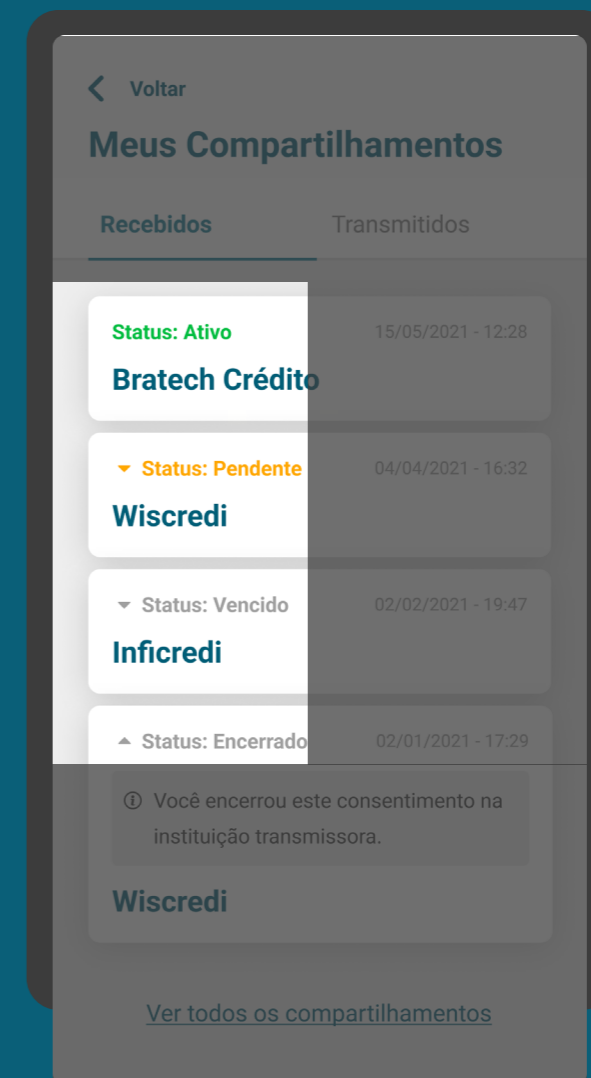 Voltar
Meus Compartilhamentos
Recebidos Transmitidos
Status: Ativo 15/05/2021 - 12:28
Bratech Crédito
Status: Pendente 04/04/2021 - 16:32
Wiscredi
Status: Vencido 02/02/2021 - 19:47
Inficredi
Status: Encerrado 02/01/2021 - 17:29
Você encerrou este consentimento na
instituição transmissora.
Wiscredi
Ver todos os compartilhamentos